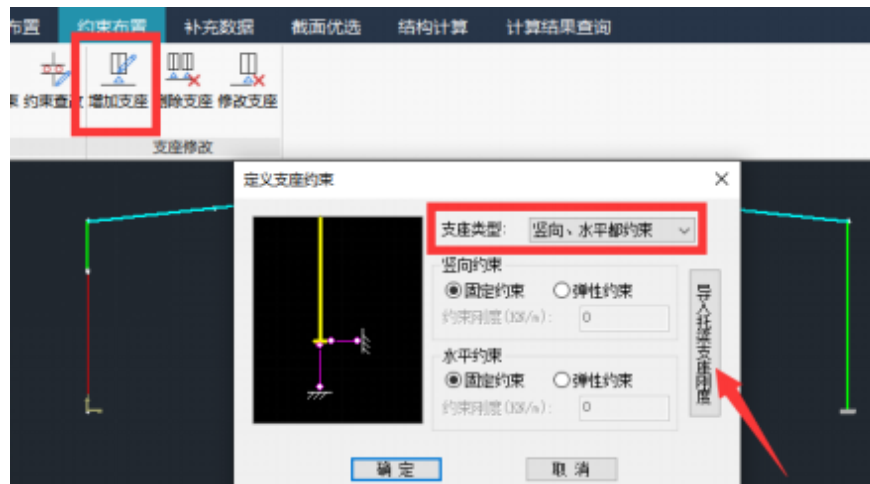 布置 约束布置 补充数据 截面优选 结构计算 计算结果查询
约束查改 增加支座 删除支座 修改支座
支座修改
定义支座约束
支座类型: 竖向、水平都约束
竖向约束
固定约束 弹性约束
约束刚度(KN/m): 0
水平约束
固定约束 弹性约束
约束刚度(KN/m): 0
导入托梁支座刚度
确定 取消